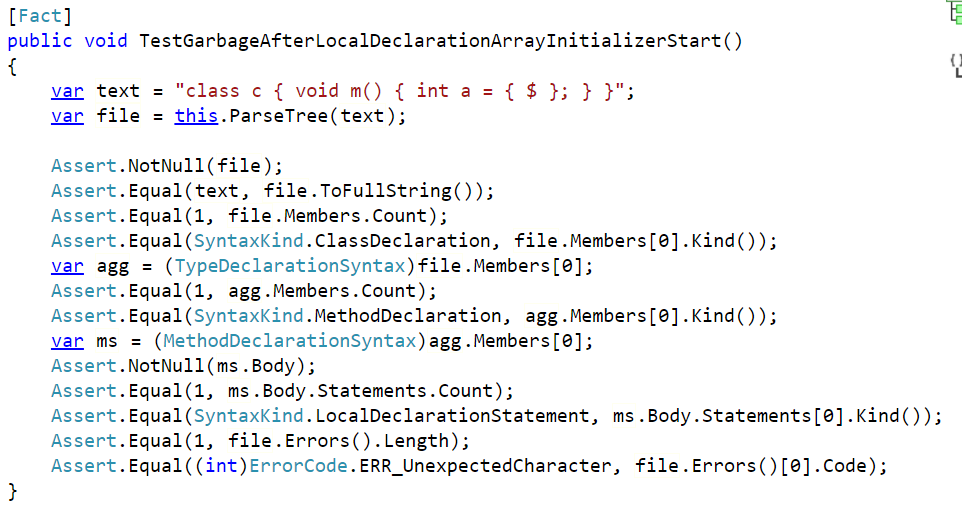 [Fact]
public void TestGarbageAfterLocalDeclarationArrayInitializerStart()
{
    var text = "class c { void m() { int a = { $ }; } }";
    var file = this.ParseTree(text);

    Assert.NotNull(file);
    Assert.Equal(text, file.ToFullString());
    Assert.Equal(1, file.Members.Count);
    Assert.Equal(SyntaxKind.ClassDeclaration, file.Members[0].Kind());
    var agg = (TypeDeclarationSyntax)file.Members[0];
    Assert.Equal(1, agg.Members.Count);
    Assert.Equal(SyntaxKind.MethodDeclaration, agg.Members[0].Kind());
    var ms = (MethodDeclarationSyntax)agg.Members[0];
    Assert.NotNull(ms.Body);
    Assert.Equal(1, ms.Body.Statements.Count);
    Assert.Equal(SyntaxKind.LocalDeclarationStatement, ms.Body.Statements[0].Kind());
    Assert.Equal(1, file.Errors().Length);
    Assert.Equal((int)ErrorCode.ERR_UnexpectedCharacter, file.Errors()[0].Code);
}